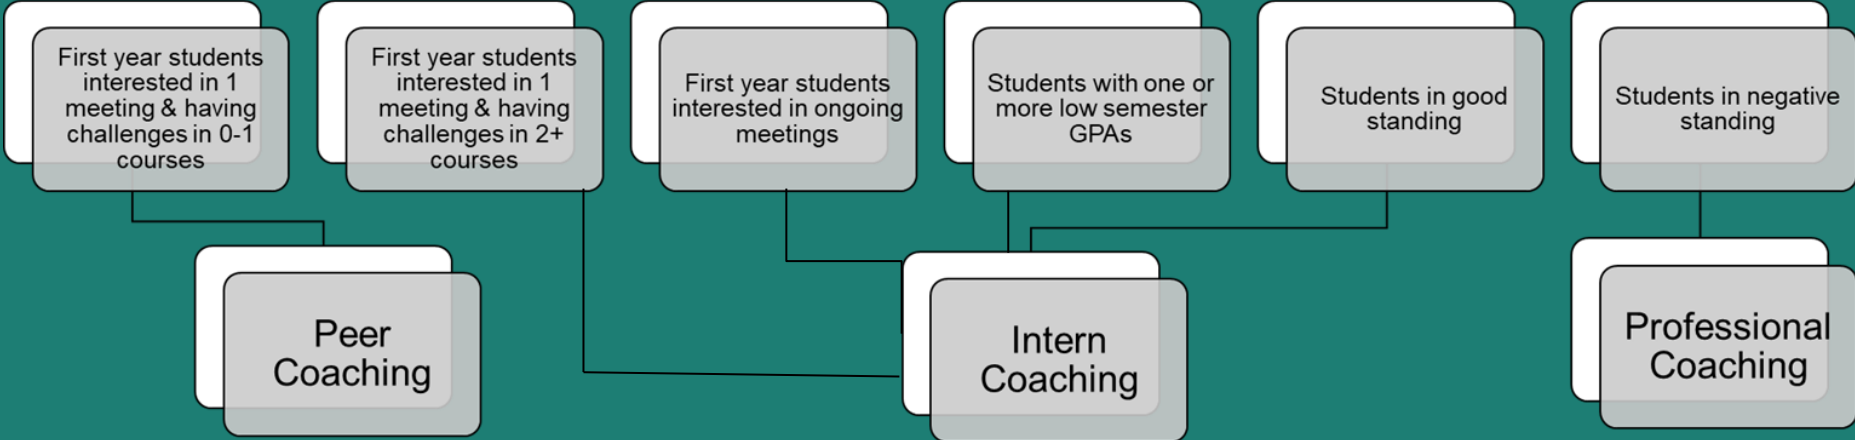 First year students
interested in 1
meeting & having
challenges in 0-1
courses
First year students
interested in 1
meeting & having
challenges in 2+
courses
First year students
interested in ongoing
meetings
Students with one or
more low semester
GPAs
Students in good
standing
Students in negative
standing
Peer
Coaching
Intern
Coaching
Professional
Coaching